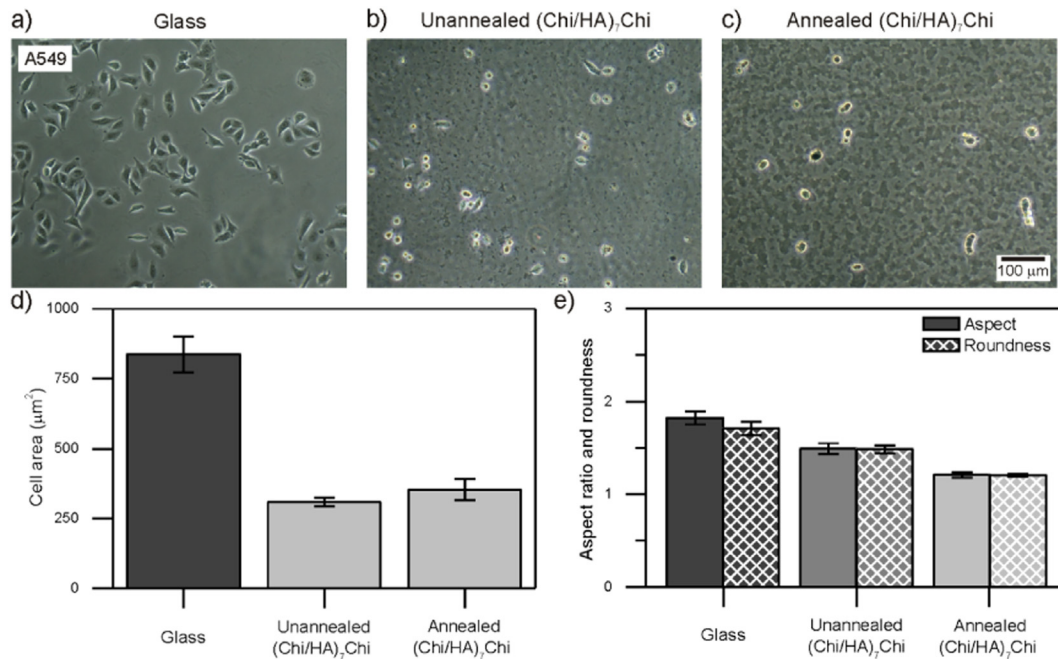 a) Glass
b) Unannealed (Chi/HA)₇Chi
c) Annealed (Chi/HA)₇Chi
A549
100 μm
d)
1000
750
500
250
0
Cell area (μm²)
Glass
Unannealed
(Chi/HA)₇Chi
Annealed
(Chi/HA)₇Chi
e)
3
2
1
0
Aspect ratio and roundness
Aspect
Roundness
Glass
Unannealed
(Chi/HA)₇Chi
Annealed
(Chi/HA)₇Chi